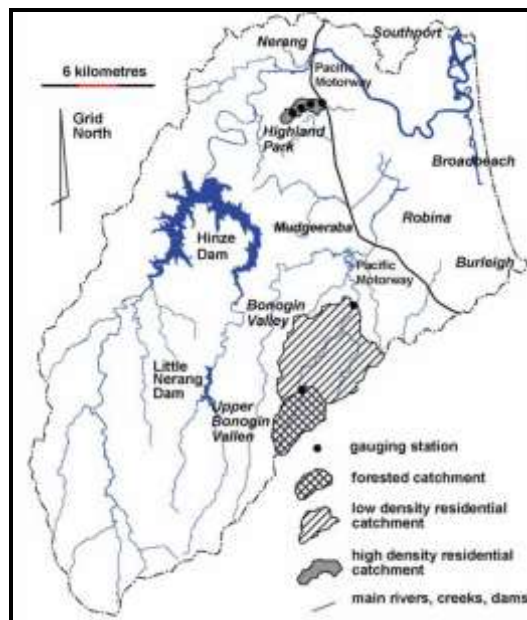 Southport
Nerang
Pacific
Motorway
6 kilometres
Grid
North
Highland
Park
Broadbeach
Robina
Mudgeeraba
Hinze
Dam
Burleigh
Pacific
Motorway
Bonogin
Valley
Little
Nerang
Dam
Upper
Bonogin
Vallen
gauging station
forested catchment
low density residential
catchment
high density residential
catchment
main rivers, creeks, dams